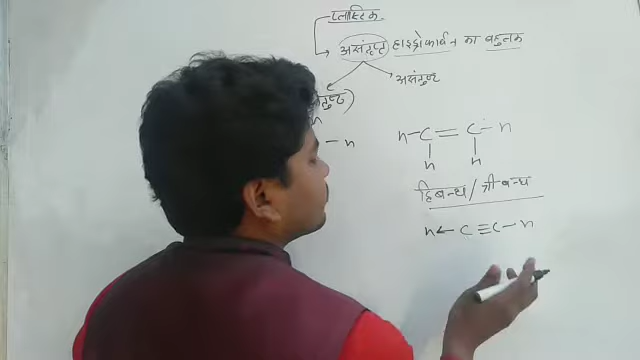 प्लास्टिक
असंतृप्त हाइड्रोकार्बन का बहुलक
असंतुष्ट
n
n-C=C-n
- n
n n
द्विबन्ध/त्रीबन्ध
n-C≡C-n